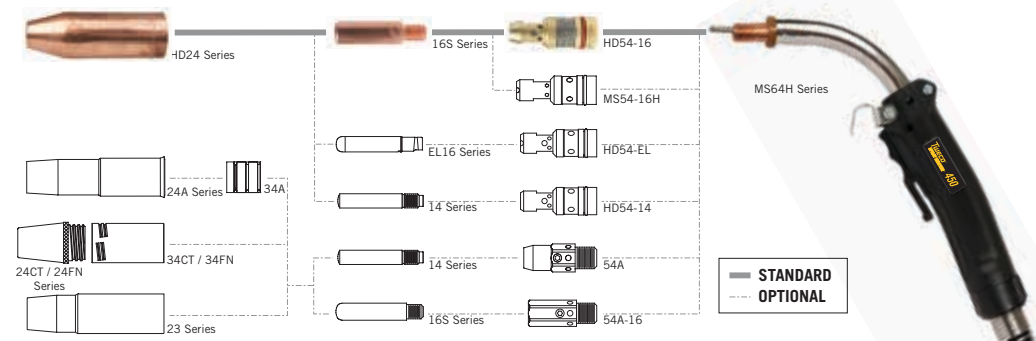 HD24 Series
16S Series
HD54-16
MS54-16H
MS64H Series
EL16 Series
HD54-EL
24A Series
34A
14 Series
HD54-14
24CT / 24FN
Series
34CT / 34FN
14 Series
54A
23 Series
16S Series
54A-16
Tweco
450
STANDARD
OPTIONAL